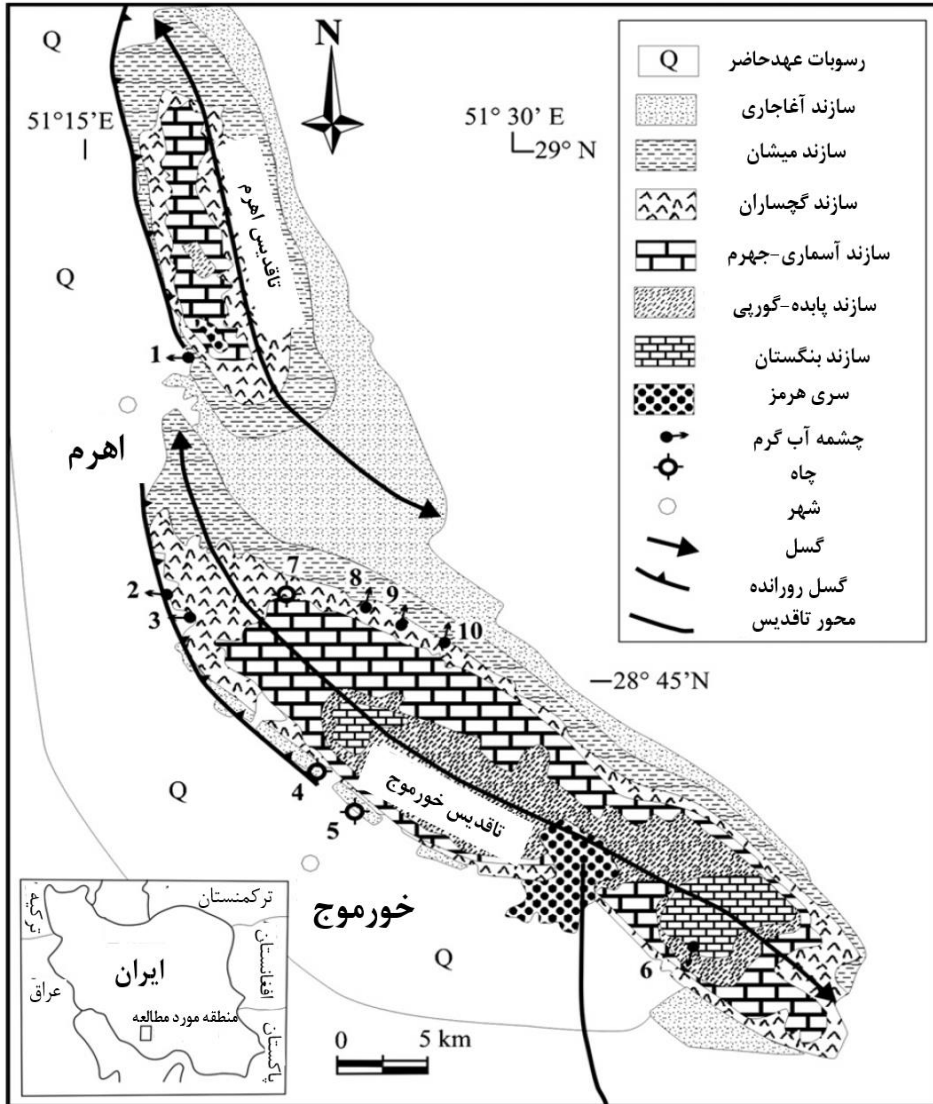 Q
N
51°15’E
51° 30’ E
29° N
Q
تاقدیس اهرم
1
اهرم
2
3
7
8
9
10
28° 45’N
Q
4
5
تاقدیس خورموج
خورموج
Q
6
0 5 km
رسوبات عهدحاضر
Q
سازند آغاجاری
سازند میشان
سازند گچساران
سازند آسماری-جهرم
سازند پابده-گورپی
سازند بنگستان
سری هرمز
چشمه آب گرم
چاه
شهر
گسل
گسل رورانده
محور تاقدیس
ترکمنستان
ترکیه
ایران
افغانستان
عراق
منطقه مورد مطالعه
پاکستان